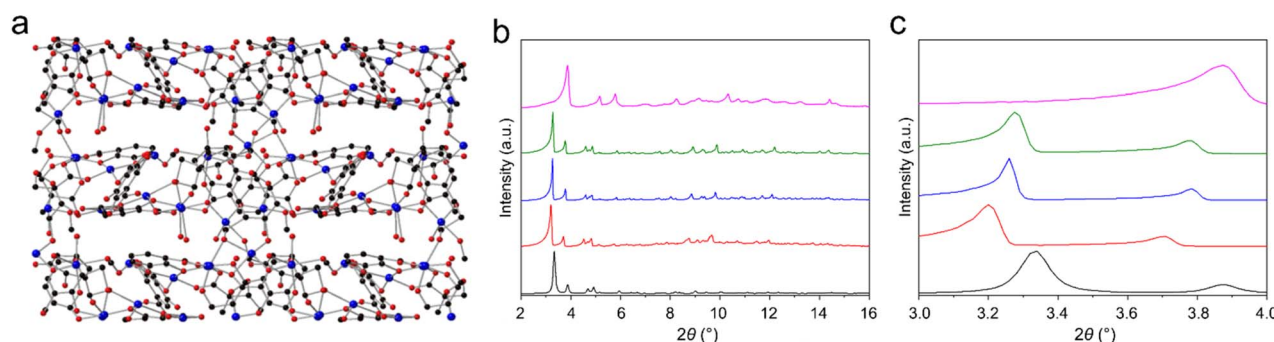 a
b
Intensity (a.u.)
2 4 6 8 10 12 14 16
2θ (°)
c
Intensity (a.u.)
3.0 3.2 3.4 3.6 3.8 4.0
2θ (°)